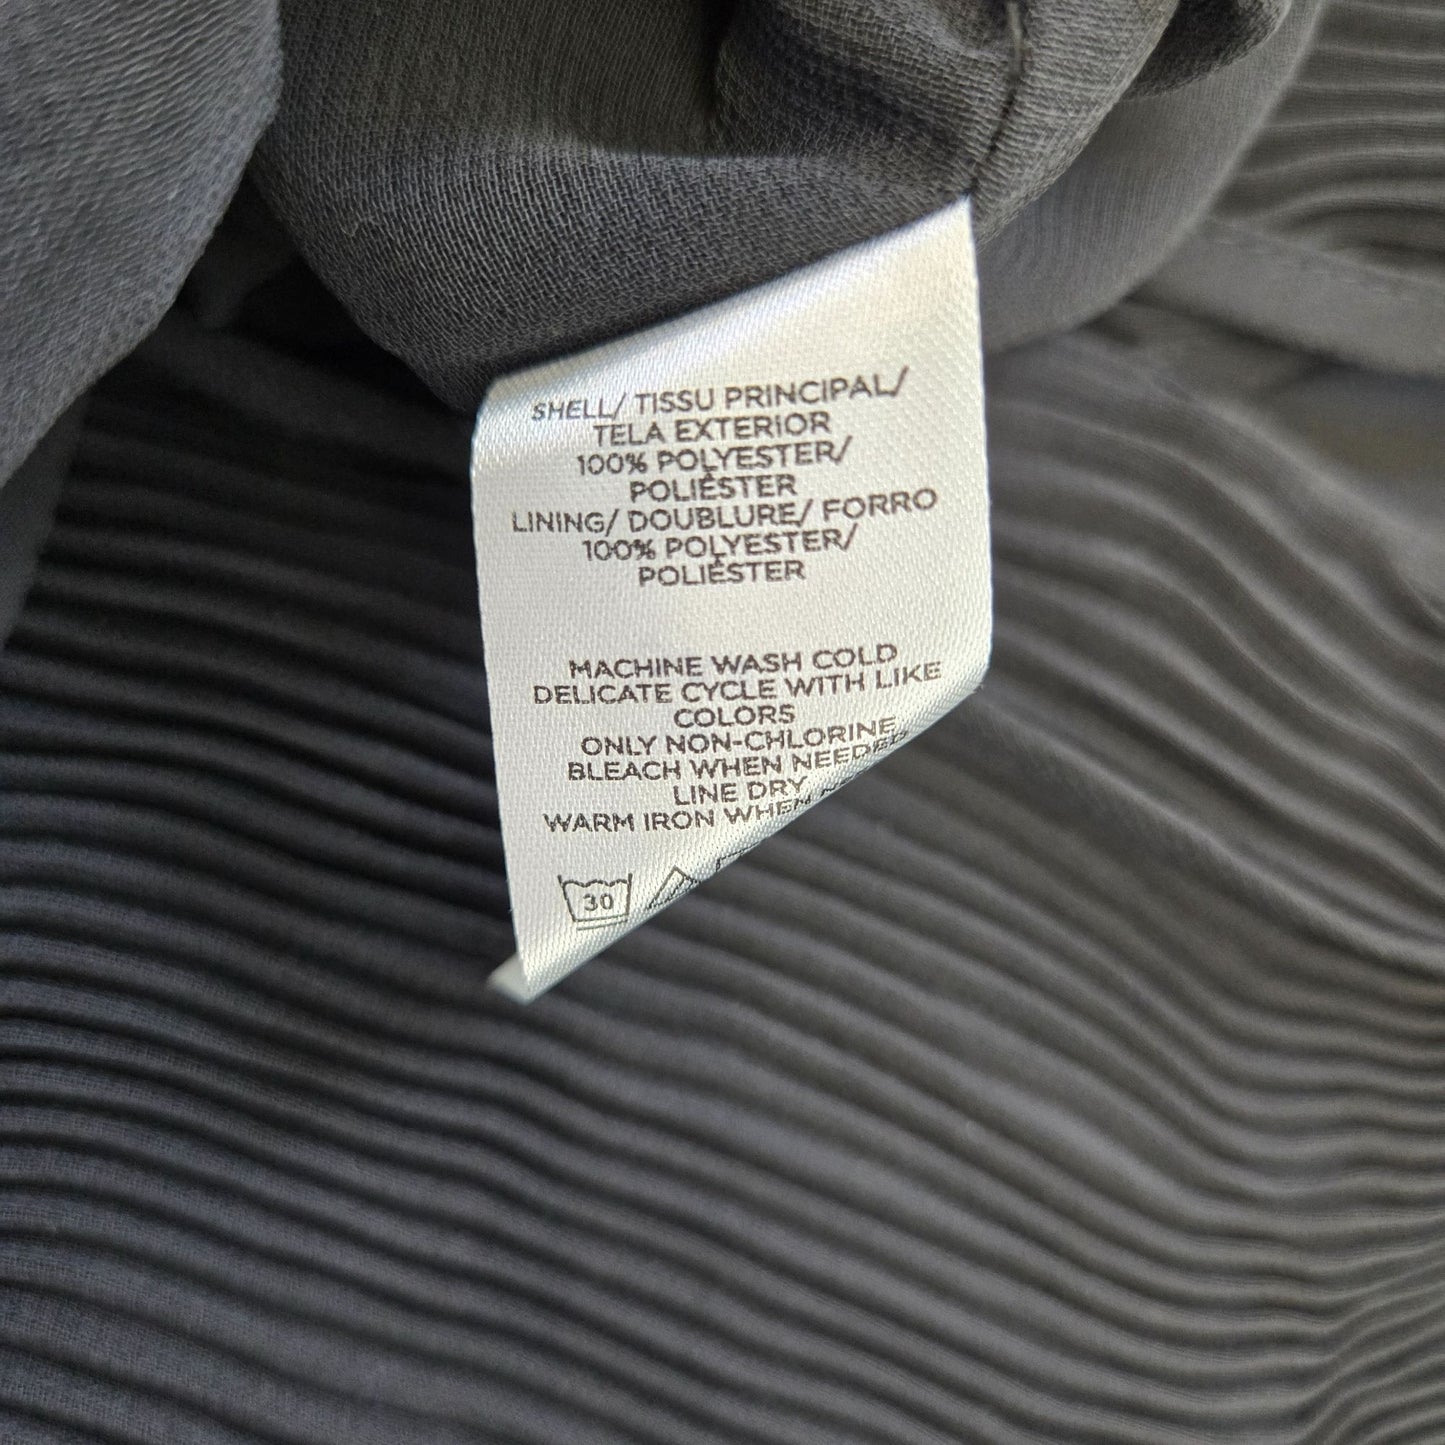 SHELL/ TISSU PRINCIPAL/
TELA EXTERIOR
100% POLYESTER/
POLIÉSTER
LINING/ DOUBLURE/ FORRO
100% POLYESTER/
POLIÉSTER
MACHINE WASH COLD
DELICATE CYCLE WITH LIKE
COLORS
ONLY NON-CHLORINE
BLEACH WHEN NEEDED
LINE DRY
WARM IRON WHEN
30